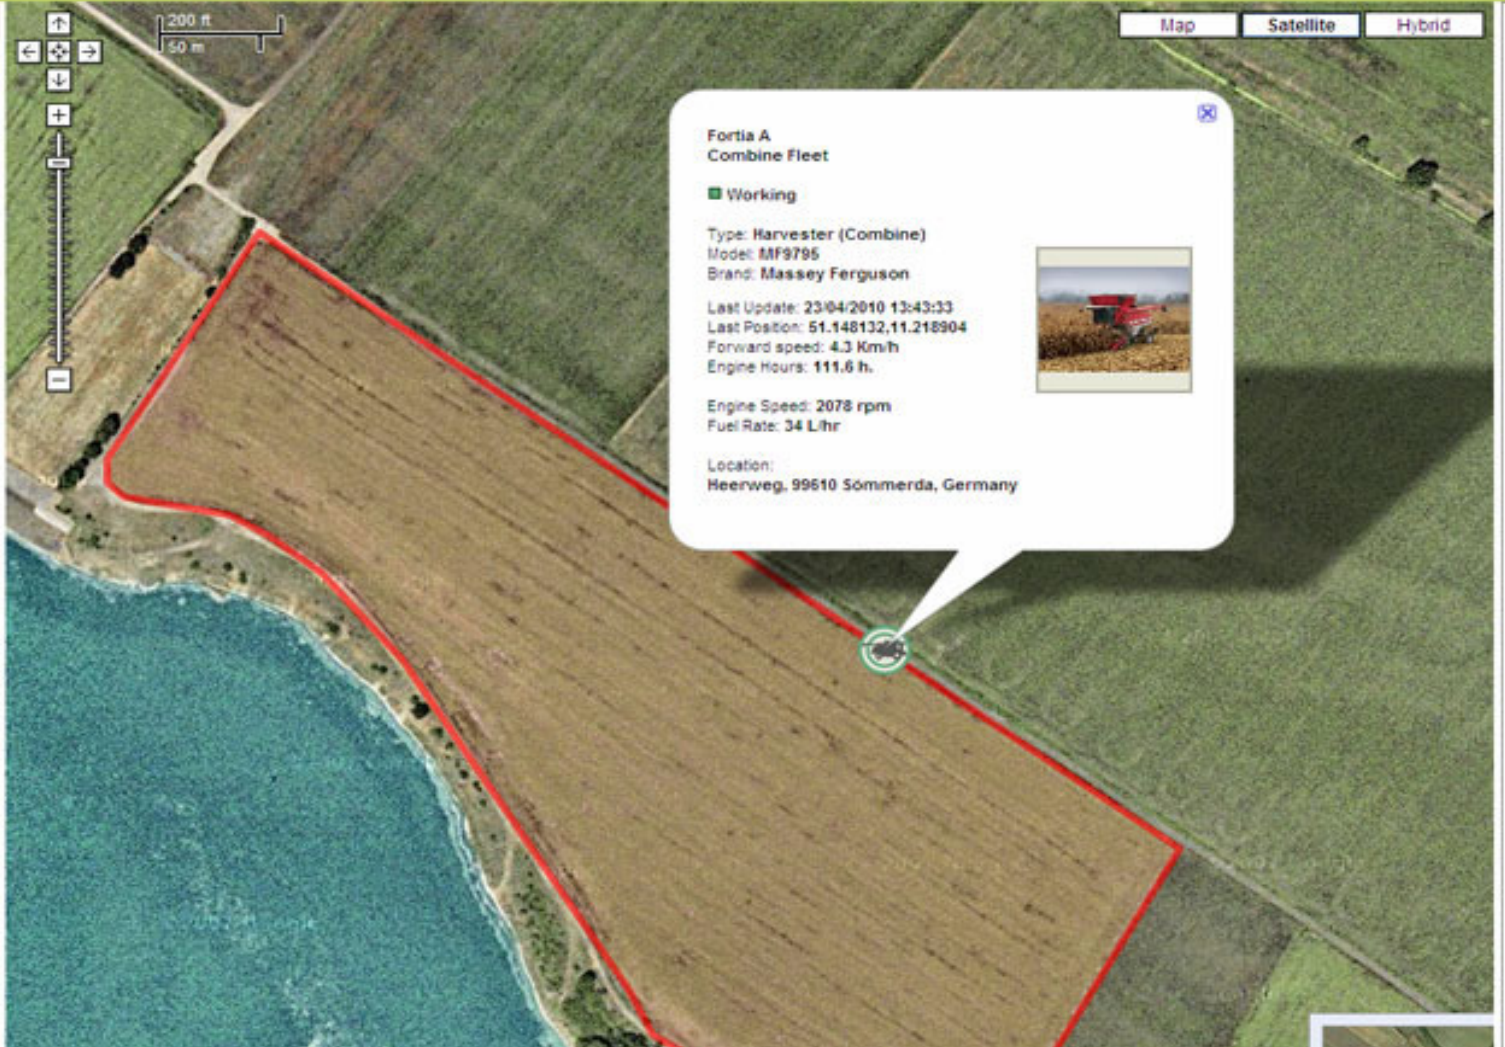 200 ft
50 m
Map
Satellite
Hybrid
Fortia A
Combine Fleet
Working
Type: Harvester (Combine)
Model: MF9795
Brand: Massey Ferguson
Last Update: 23/04/2010 13:43:33
Last Position: 51.148132,11.218904
Forward speed: 4.3 Km/h
Engine Hours: 111.6 h.
Engine Speed: 2078 rpm
Fuel Rate: 34 L/hr
Location:
Heerweg, 99610 Sömmerda, Germany